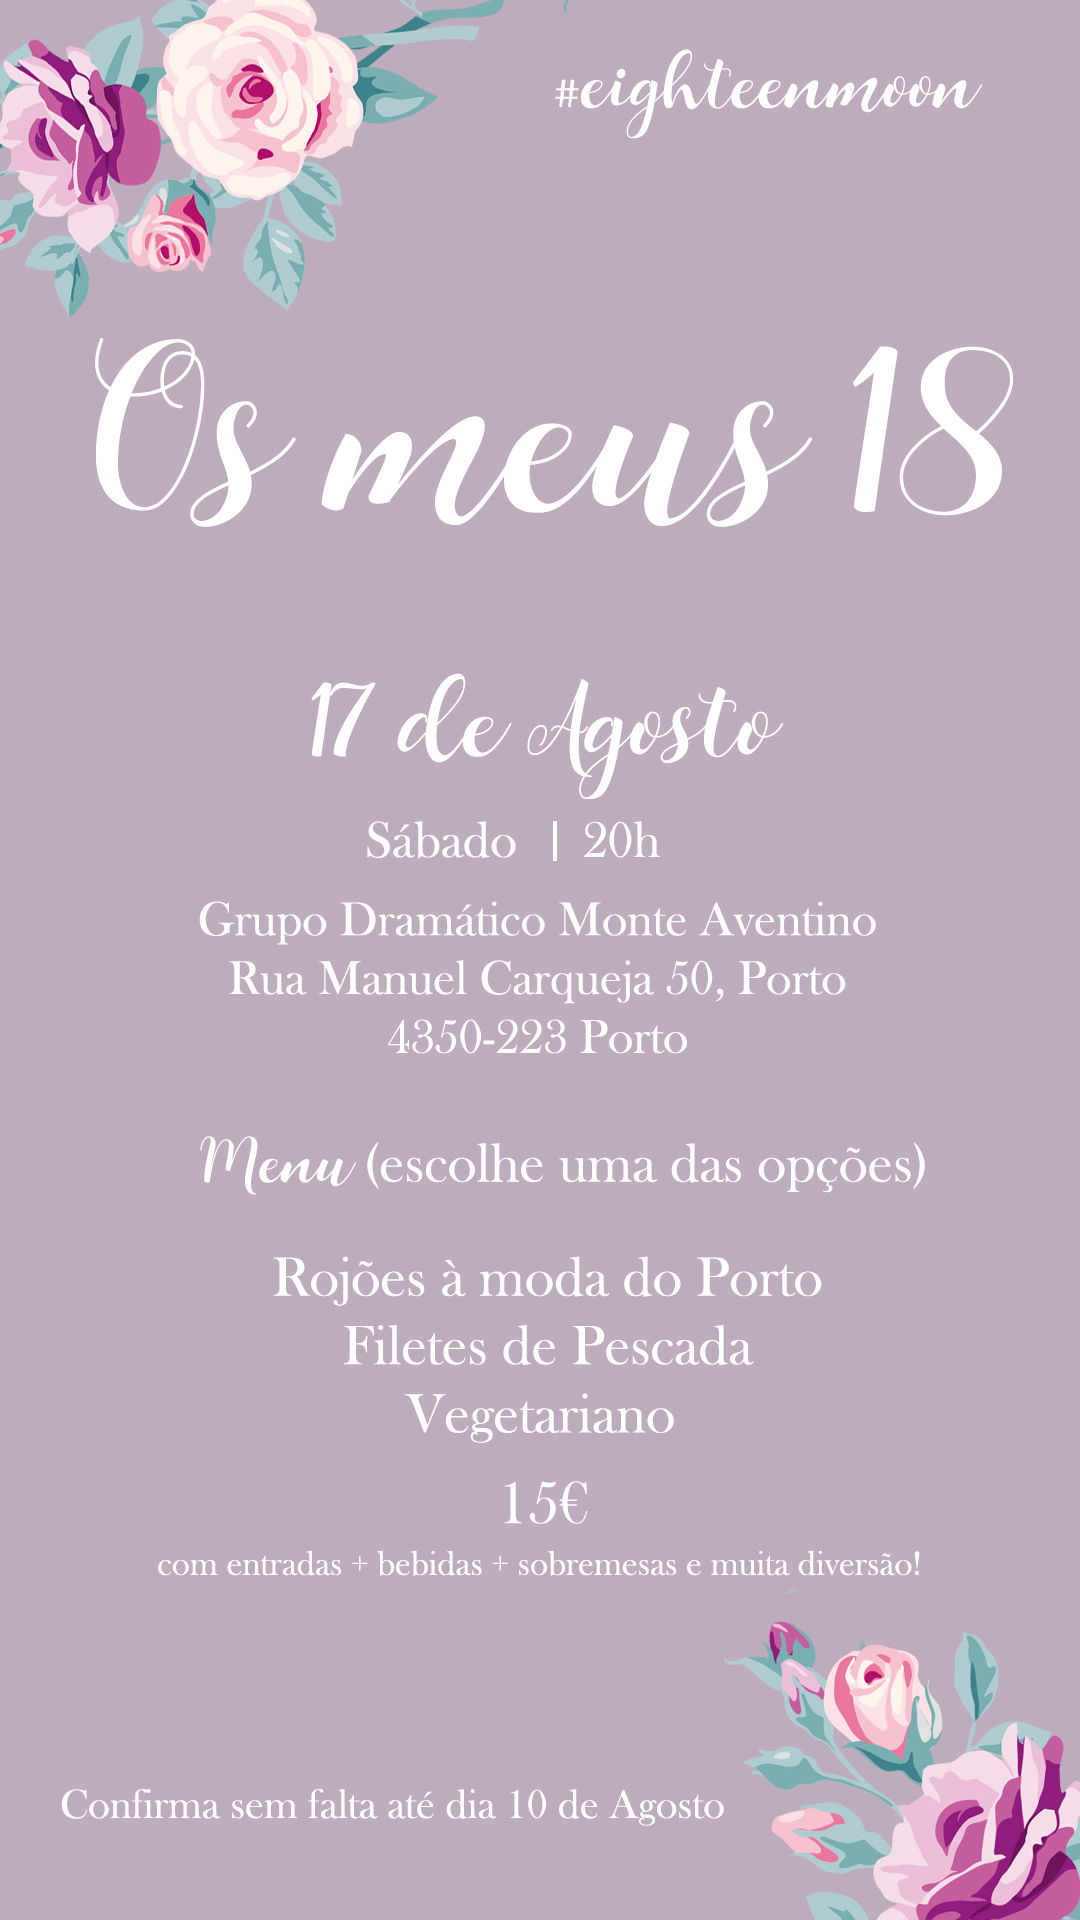 #eighteenmoon
Os meus 18
17 de Agosto
Sábado | 20h
Grupo Dramático Monte Aventino
Rua Manuel Carqueja 50, Porto
4350-223 Porto
Menu (escolhe uma das opções)
Rojões à moda do Porto
Filetes de Pescada
Vegetariano
15€
com entradas + bebidas + sobremesas e muita diversão!
Confirma sem falta até dia 10 de Agosto